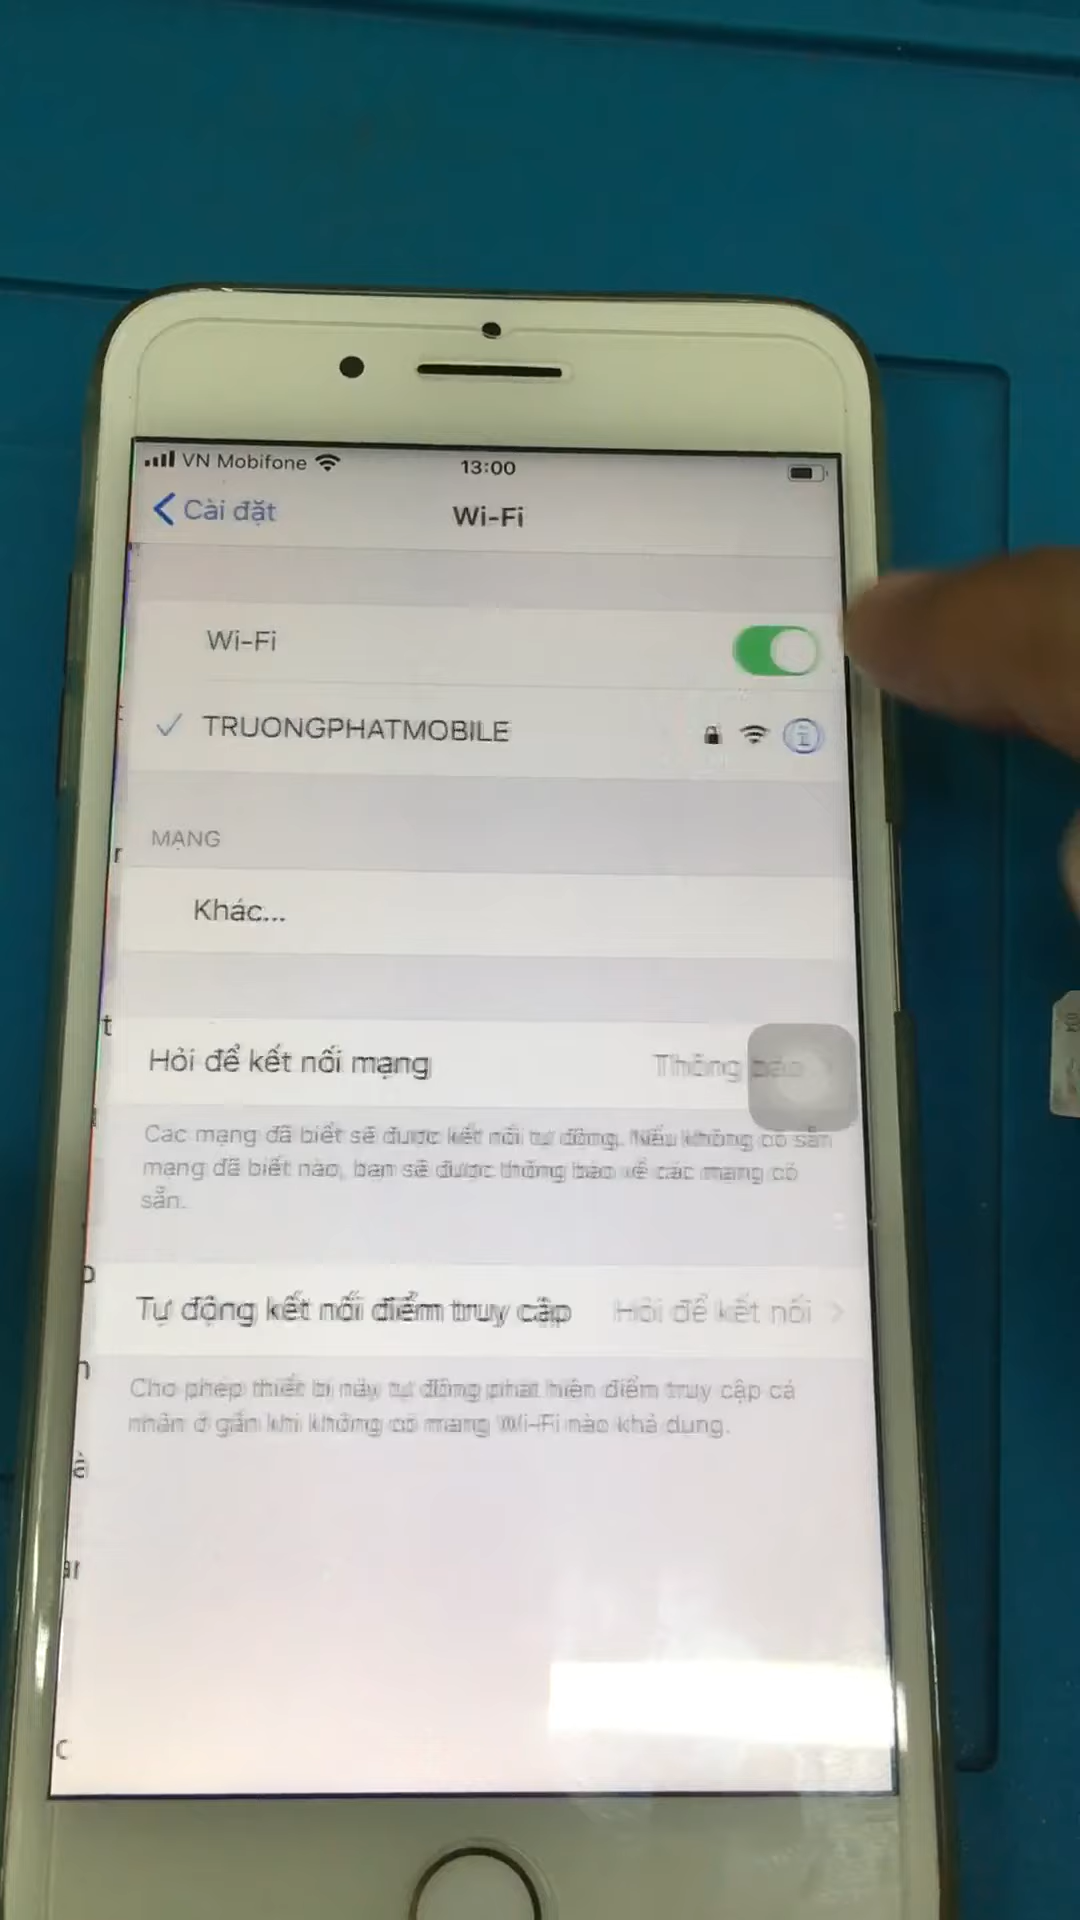 VN Mobifone 13:00
Cài đặt Wi-Fi
Wi-Fi
TRUONGPHATMOBILE
MẠNG
Khác...
Hỏi để kết nối mạng Thông báo
Các mạng đã biết sẽ được kết nối tự động. Nếu không có sẵn
mạng đã biết nào, bạn sẽ được thông báo về các mạng có
sẵn.
Tự động kết nối điểm truy cập Hỏi để kết nối
Cho phép thiết bị này tự động phát hiện điểm truy cập cá
nhân ở gần khi không có mạng Wi-Fi nào khả dụng.